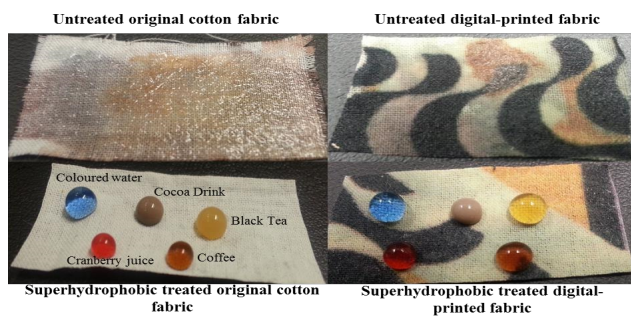 Untreated original cotton fabric
Untreated digital-printed fabric
Coloured water
Cocoa Drink
Black Tea
Cranberry juice
Coffee
Superhydrophobic treated original cotton
fabric
Superhydrophobic treated digital-
printed fabric